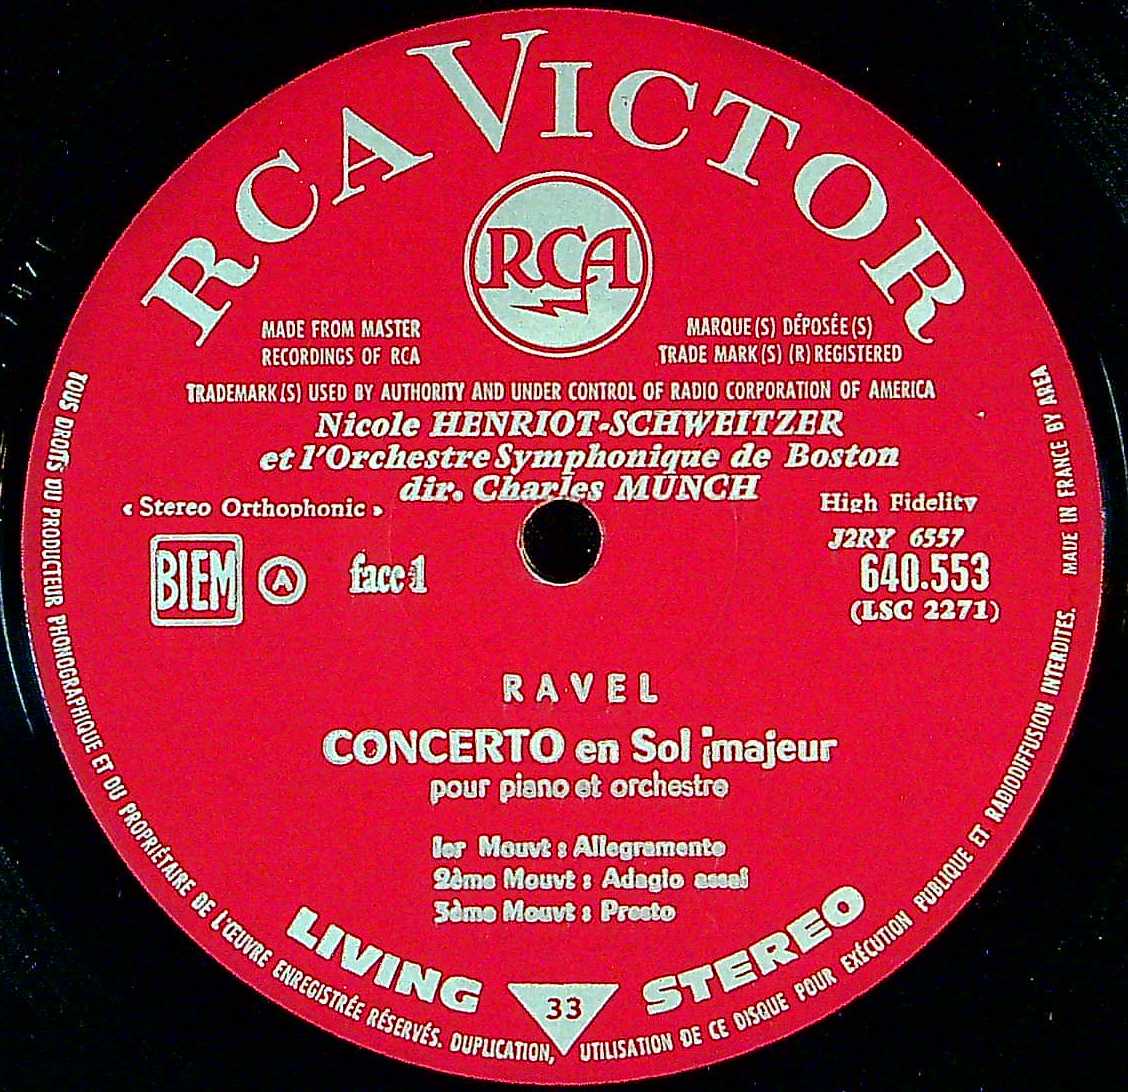 RCA VICTOR
RCA
MADE FROM MASTER
RECORDINGS OF RCA
MARQUE(S) DÉPOSÉE(S)
TRADE MARK(S) (R) REGISTERED
TRADEMARK(S) USED BY AUTHORITY AND UNDER CONTROL OF RADIO CORPORATION OF AMERICA
Nicole HENRIOT-SCHWEITZER
et l'Orchestre Symphonique de Boston
dir. Charles MUNCH
« Stereo Orthophonic »
High Fidelity
J2RY 6557
BIEM A face 1
640.553
(LSC 2271)
RAVEL
CONCERTO en Sol majeur
pour piano et orchestre
1er Mouvt : Allegramente
2ème Mouvt : Adagio assai
3ème Mouvt : Presto
LIVING STEREO
33
TOUS DROITS DU PRODUCTEUR PHONOGRAPHIQUE ET DU PROPRIÉTAIRE DE L'ŒUVRE ENREGISTRÉE RÉSERVÉS. DUPLICATION, UTILISATION DE CE DISQUE POUR EXÉCUTION PUBLIQUE ET RADIODIFFUSION INTERDITES.
MADE IN FRANCE BY AREA